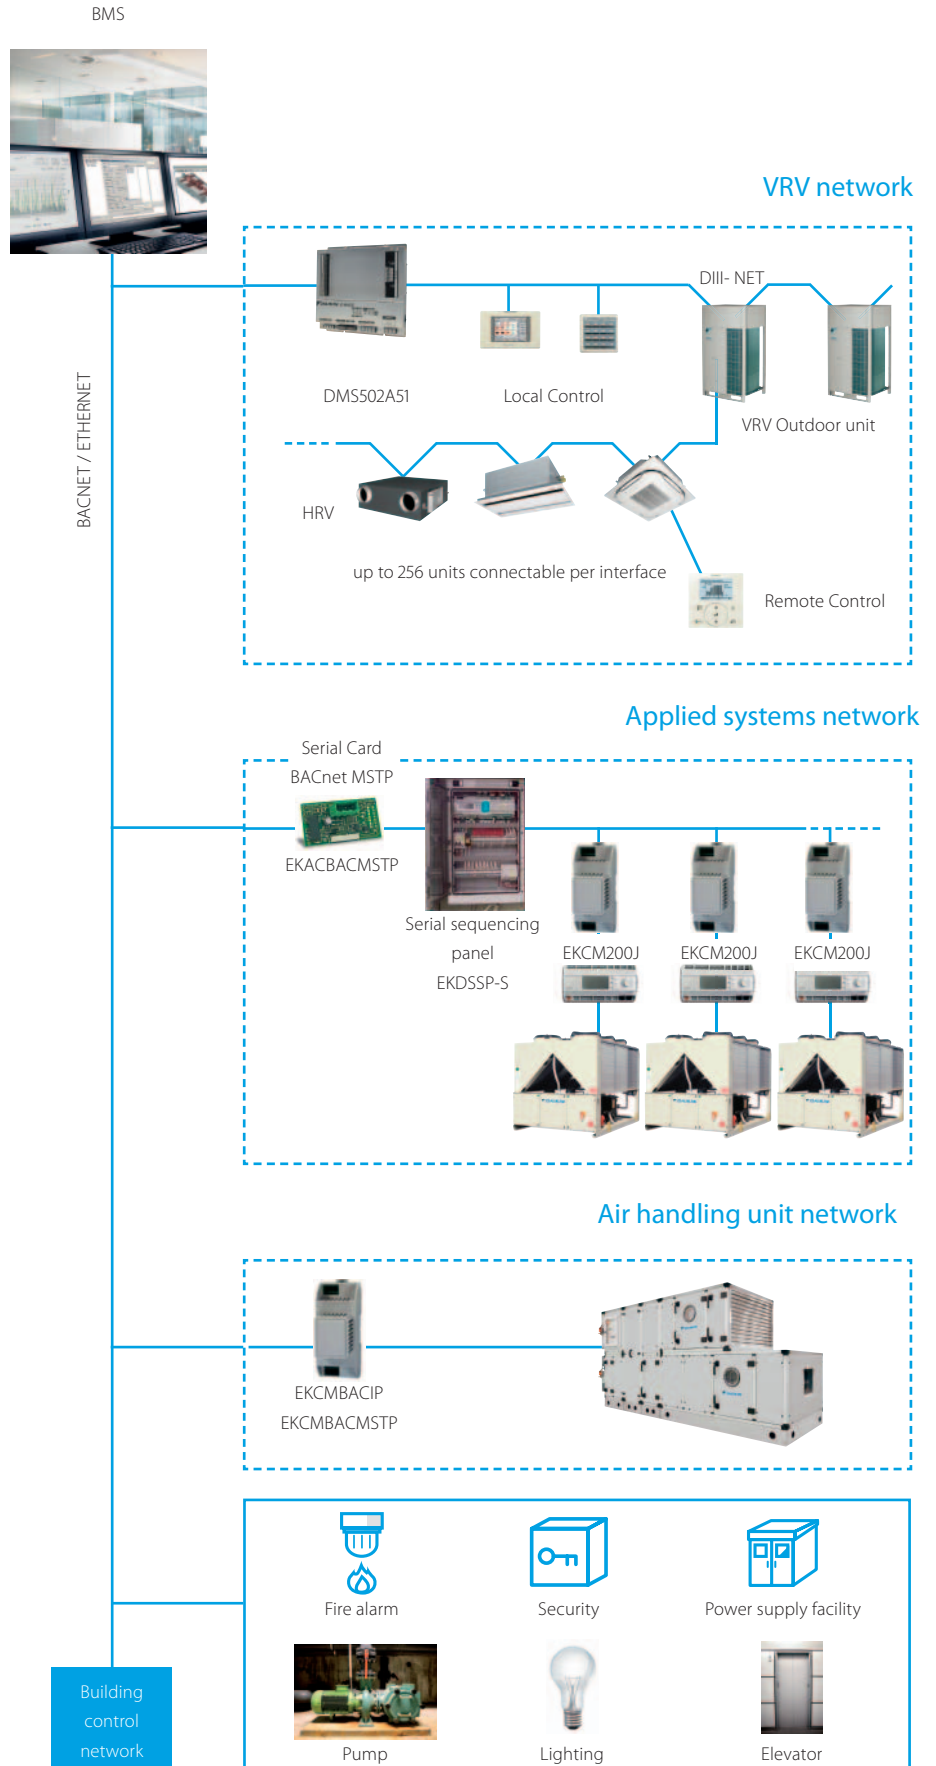 BMS
VRV network
DIII- NET
DMS502A51
Local Control
VRV Outdoor unit
BACNET / ETHERNET
HRV
up to 256 units connectable per interface
Remote Control
Applied systems network
Serial Card
BACnet MSTP
EKACBACMSTP
Serial sequencing
panel
EKDSSP-S
EKCM200J
EKCM200J
EKCM200J
Air handling unit network
EKCMBACIP
EKCMBACMSTP
Fire alarm
Security
Power supply facility
Building
control
network
Pump
Lighting
Elevator